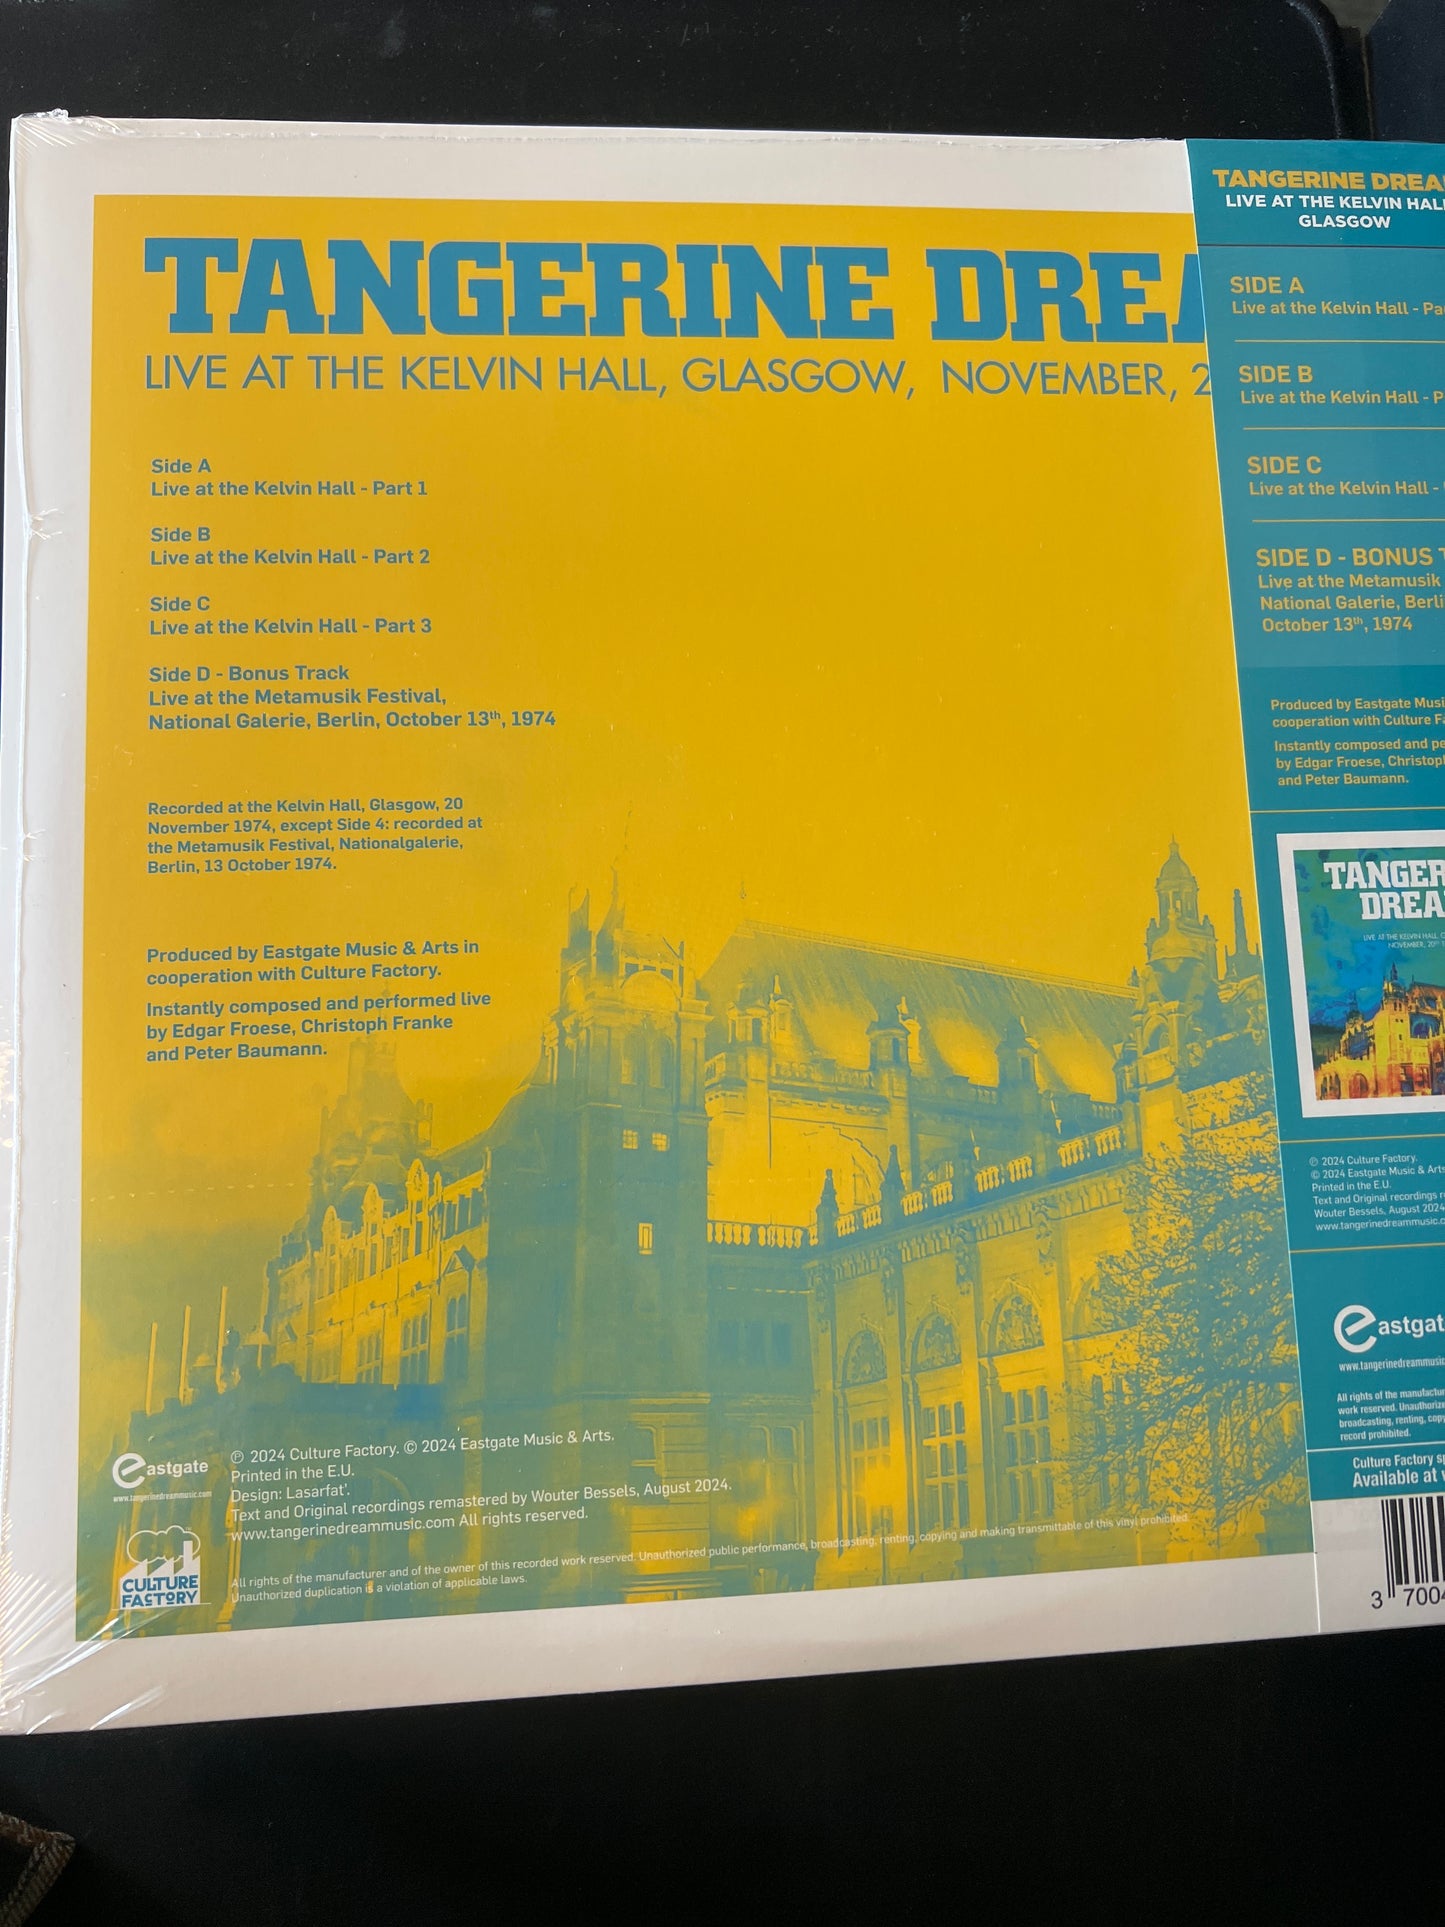 TANGERINE DREA
LIVE AT THE KELVIN HALL, GLASGOW, NOVEMBER, 2
Side A
Live at the Kelvin Hall - Part 1
Side B
Live at the Kelvin Hall - Part 2
Side C
Live at the Kelvin Hall - Part 3
Side D - Bonus Track
Live at the Metamusik Festival,
National Galerie, Berlin, October 13th, 1974
Recorded at the Kelvin Hall, Glasgow, 20
November 1974, except Side 4: recorded at
the Metamusik Festival, Nationalgalerie,
Berlin, 13 October 1974.
Produced by Eastgate Music & Arts in
cooperation with Culture Factory.
Instantly composed and performed live
by Edgar Froese, Christoph Franke
and Peter Baumann.
eastgate
www.tangerinedreammusic.com
CULTURE
FACTORY
℗ 2024 Culture Factory. © 2024 Eastgate Music & Arts.
Printed in the E.U.
Design: Lasarfat'.
Text and Original recordings remastered by Wouter Bessels, August 2024.
www.tangerinedreammusic.com All rights reserved.
All rights of the manufacturer and of the owner of this recorded work reserved. Unauthorized public performance, broadcasting, renting, copying and making transmittable of this vinyl prohibited.
Unauthorized duplication is a violation of applicable laws.
TANGERINE DREA
LIVE AT THE KELVIN HAL
GLASGOW
SIDE A
Live at the Kelvin Hall - Pa
SIDE B
Live at the Kelvin Hall - P
SIDE C
Live at the Kelvin Hall -
SIDE D - BONUS T
Live at the Metamusik
National Galerie, Berli
October 13th, 1974
Produced by Eastgate Musi
cooperation with Culture F
Instantly composed and pe
by Edgar Froese, Christop
and Peter Baumann.
TANGER
DREA
LIVE AT THE KELVIN HALL, G
NOVEMBER, 20th
℗ 2024 Culture Factory.
© 2024 Eastgate Music & Arts
Printed in the E.U.
Text and Original recordings r
Wouter Bessels, August 2024
www.tangerinedreammusic.c
eastgat
www.tangerinedreammusic
All rights of the manufactur
work reserved. Unauthoriz
broadcasting, renting, copy
record prohibited.
Culture Factory sp
Available at w
3 700